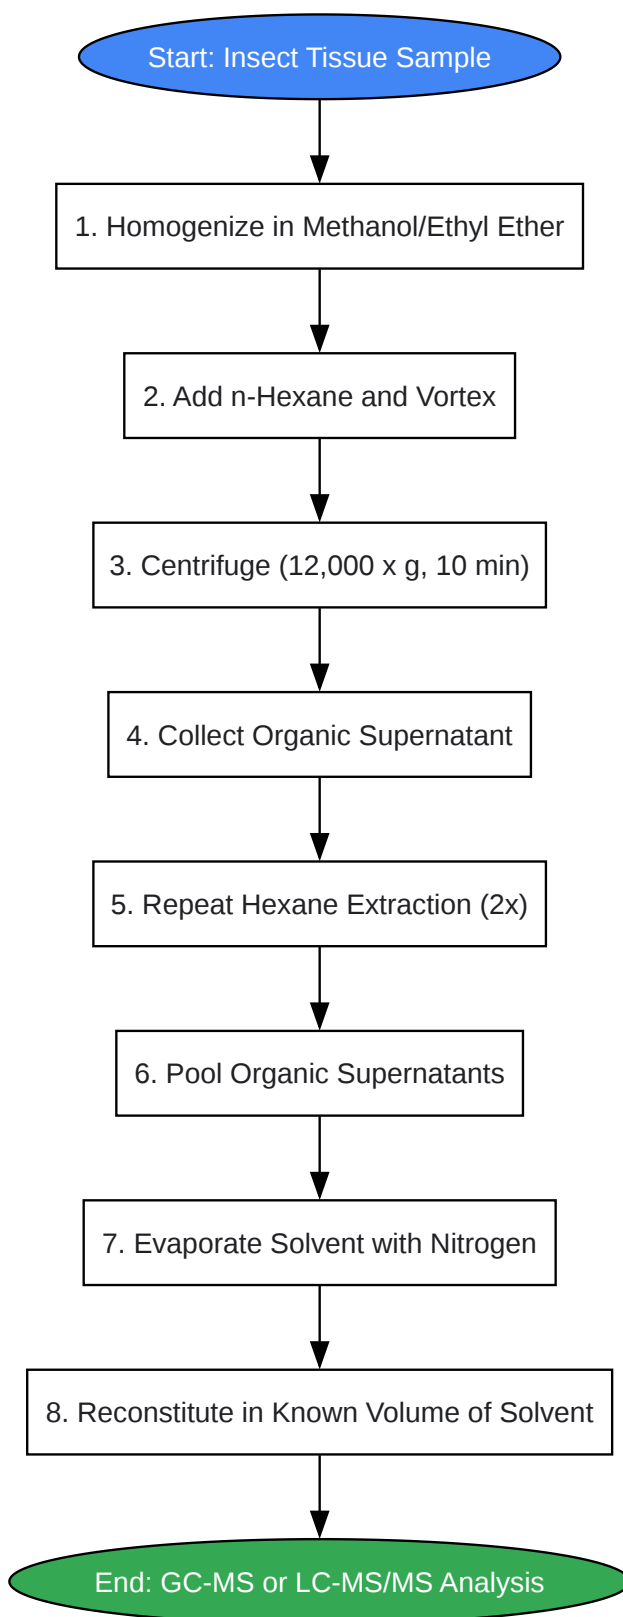 Start: Insect Tissue Sample
1. Homogenize in Methanol/Ethyl Ether
2. Add n-Hexane and Vortex
3. Centrifuge (12,000 x g, 10 min)
4. Collect Organic Supernatant
5. Repeat Hexane Extraction (2x)
6. Pool Organic Supernatants
7. Evaporate Solvent with Nitrogen
8. Reconstitute in Known Volume of Solvent
End: GC-MS or LC-MS/MS Analysis